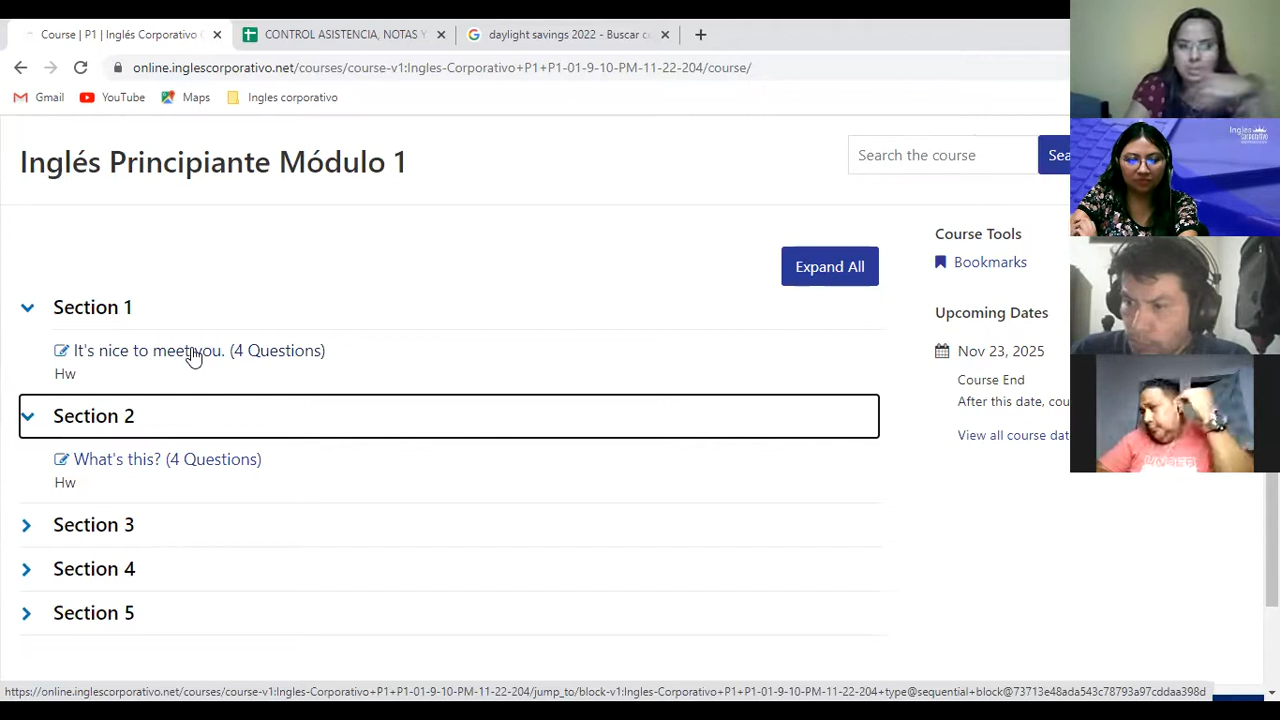 Course | P1 | Inglés Corporativo
CONTROL ASISTENCIA, NOTAS Y
daylight savings 2022 - Buscar c
online.inglescorporativo.net/courses/course-v1:Ingles-Corporativo+P1+P1-01-9-10-PM-11-22-204/course/
Gmail YouTube Maps Ingles corporativo
Inglés Principiante Módulo 1
Search the course
Sea
Expand All
Course Tools
Bookmarks
Section 1
It's nice to meet you. (4 Questions)
Hw
Section 2
What's this? (4 Questions)
Hw
Section 3
Section 4
Section 5
Upcoming Dates
Nov 23, 2025
Course End
After this date, cou
View all course dat
https://online.inglescorporativo.net/courses/course-v1:Ingles-Corporativo+P1+P1-01-9-10-PM-11-22-204/jump_to/block-v1:Ingles-Corporativo+P1+P1-01-9-10-PM-11-22-204+type@sequential+block@73713e48ada543c78793a97cddaa398d
Ingles
corporativo